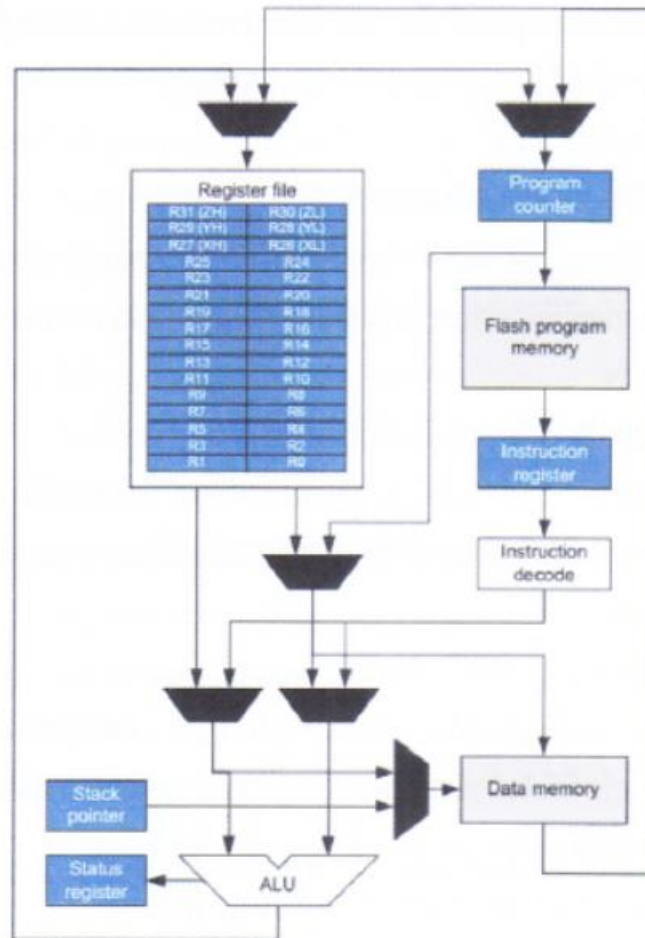 Register file
R31 (ZH) R30 (ZL)
R29 (YH) R28 (YL)
R27 (XH) R26 (XL)
R25 R24
R23 R22
R21 R20
R19 R18
R17 R16
R15 R14
R13 R12
R11 R10
R9 R8
R7 R6
R5 R4
R3 R2
R1 R0
Program
counter
Flash program
memory
Instruction
register
Instruction
decode
Stack
pointer
Data memory
Status
register
ALU